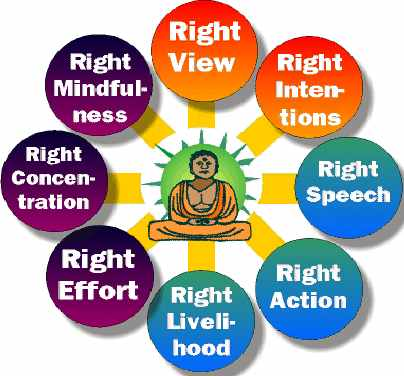 Right
View
Right
Inten-
tions
Right
Speech
Right
Action
Right
Liveli-
hood
Right
Effort
Right
Concen-
tration
Right
Mindful-
ness